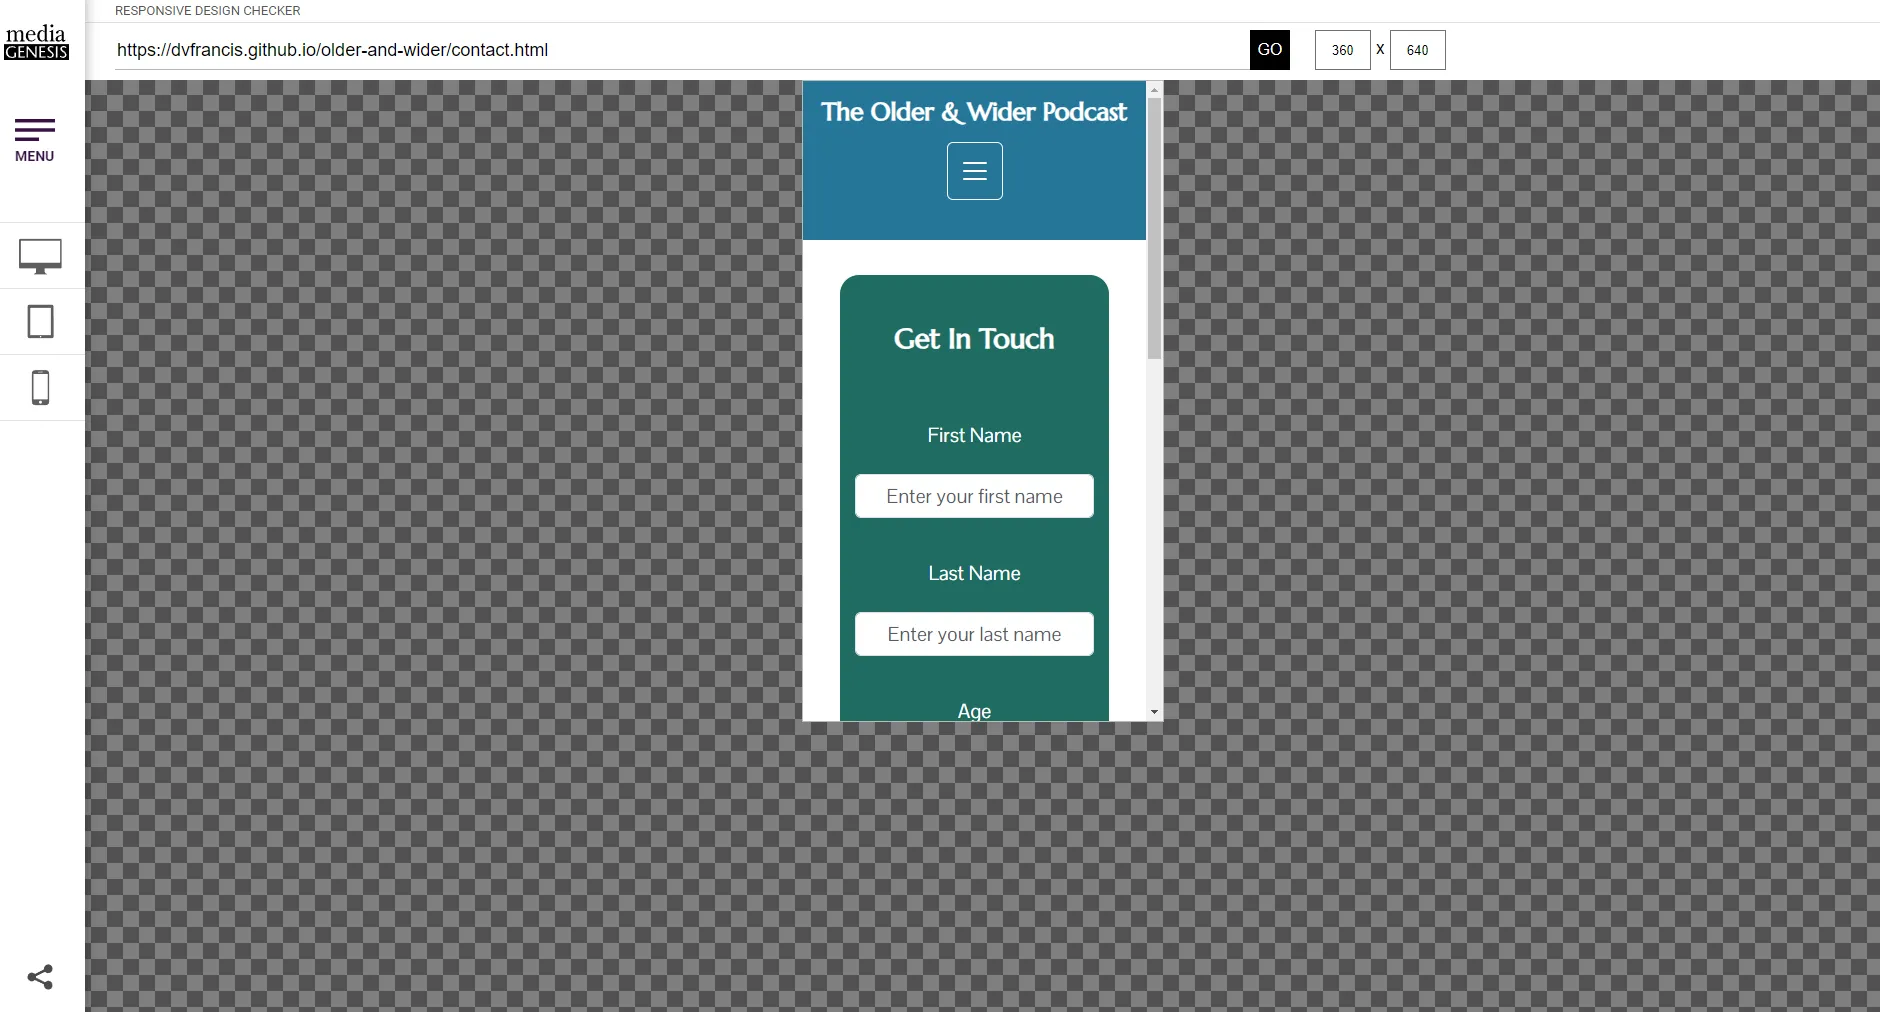 RESPONSIVE DESIGN CHECKER
media
GENESIS
https://dvfrancis.github.io/older-and-wider/contact.html
GO
360 X 640
MENU
The Older & Wider Podcast
Get In Touch
First Name
Enter your first name
Last Name
Enter your last name
Age